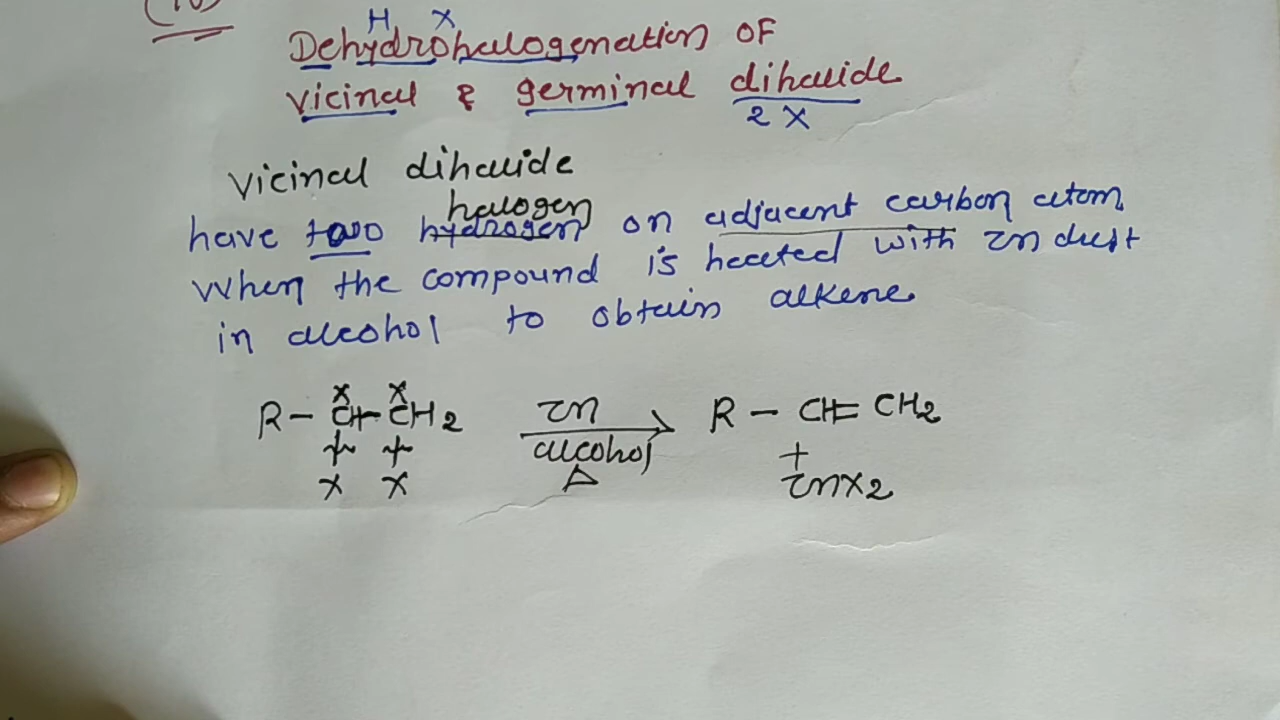 (10)
H X
Dehydrohalogenation OF
vicinal & germinal dihalide
2 X
vicinal dihalide
halogen
have two hydrogen on adjacent carbon atom
when the compound is heated with zn dust
in alcohol to obtain alkene
x x
R - CH - CH2 zn R - CH = CH2
alcohol
Δ
+
x x znx2